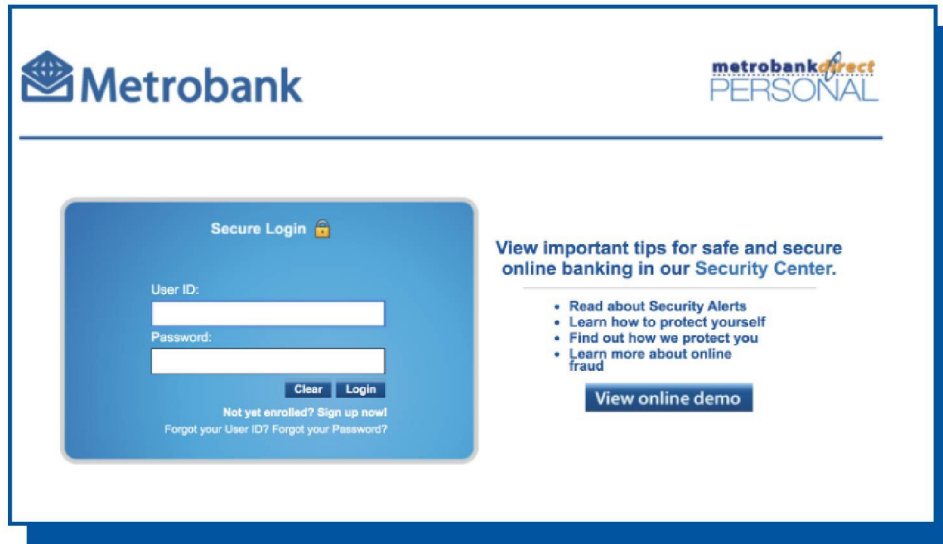 Metrobank
metrobankdirect
PERSONAL
Secure Login
User ID:
Password:
Clear Login
Not yet enrolled? Sign up now!
Forgot your User ID? Forgot your Password?
View important tips for safe and secure
online banking in our Security Center.
• Read about Security Alerts
• Learn how to protect yourself
• Find out how we protect you
• Learn more about online
fraud
View online demo